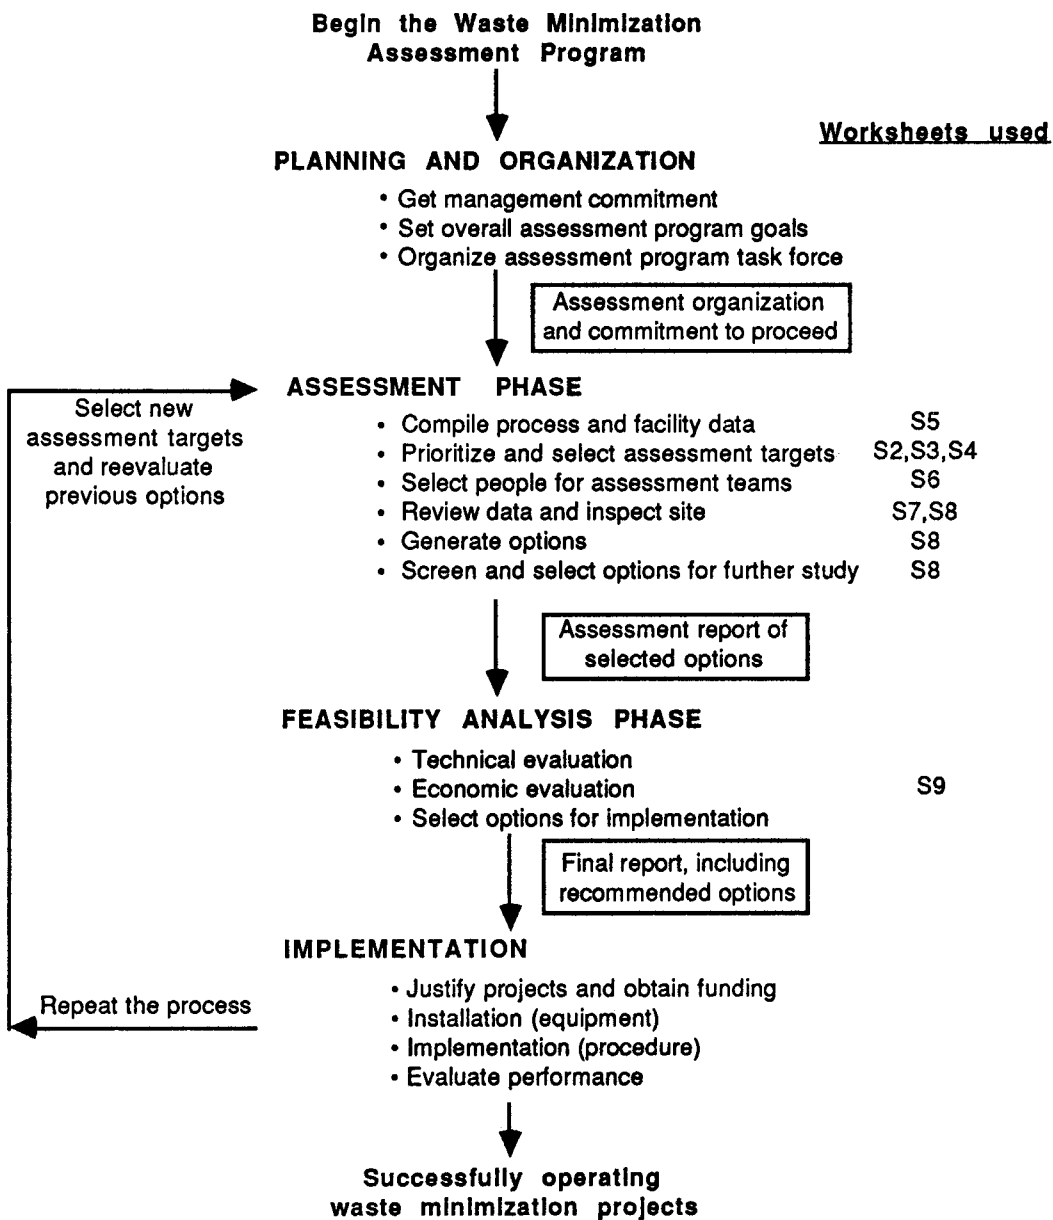 Begin the Waste Minimization
Assessment Program
Worksheets used
PLANNING AND ORGANIZATION
• Get management commitment
• Set overall assessment program goals
• Organize assessment program task force
Assessment organization
and commitment to proceed
ASSESSMENT PHASE
Select new
assessment targets
and reevaluate
previous options
• Compile process and facility data S5
• Prioritize and select assessment targets S2,S3,S4
• Select people for assessment teams S6
• Review data and inspect site S7,S8
• Generate options S8
• Screen and select options for further study S8
Assessment report of
selected options
FEASIBILITY ANALYSIS PHASE
• Technical evaluation
• Economic evaluation S9
• Select options for implementation
Final report, including
recommended options
IMPLEMENTATION
• Justify projects and obtain funding
Repeat the process
• Installation (equipment)
• Implementation (procedure)
• Evaluate performance
Successfully operating
waste minimization projects